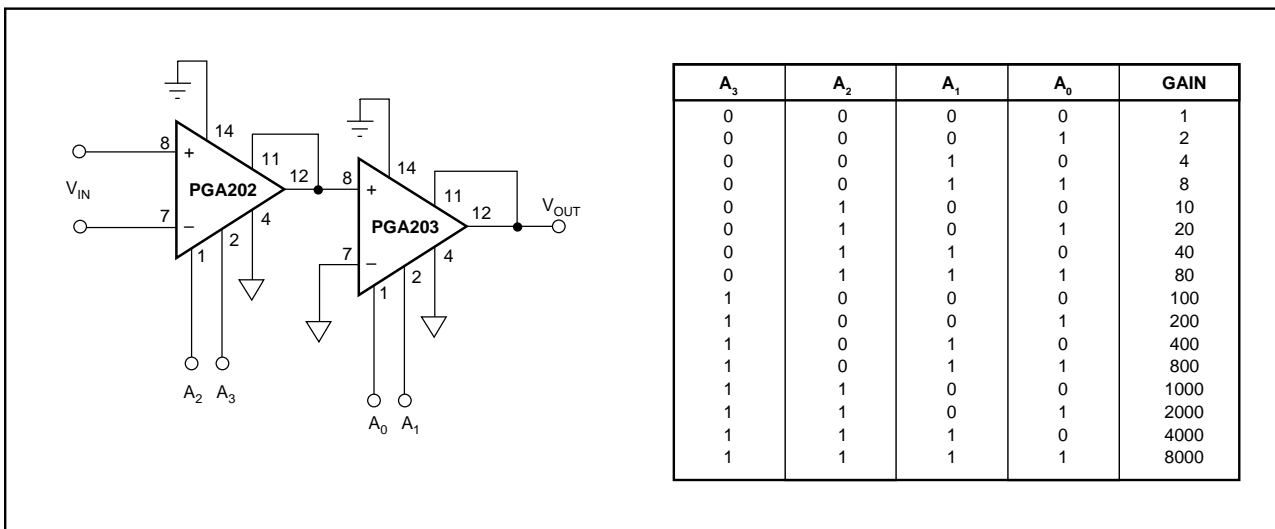 14
8
+
11
PGA202
12
V_IN
7
–
4
2
1
A_2 A_3
14
8
+
11
12
V_OUT
PGA203
7
–
4
2
1
A_0 A_1
A_3 A_2 A_1 A_0 GAIN
0 0 0 0 1
0 0 0 1 2
0 0 1 0 4
0 0 1 1 8
0 1 0 0 10
0 1 0 1 20
0 1 1 0 40
0 1 1 1 80
1 0 0 0 100
1 0 0 1 200
1 0 1 0 400
1 0 1 1 800
1 1 0 0 1000
1 1 0 1 2000
1 1 1 0 4000
1 1 1 1 8000